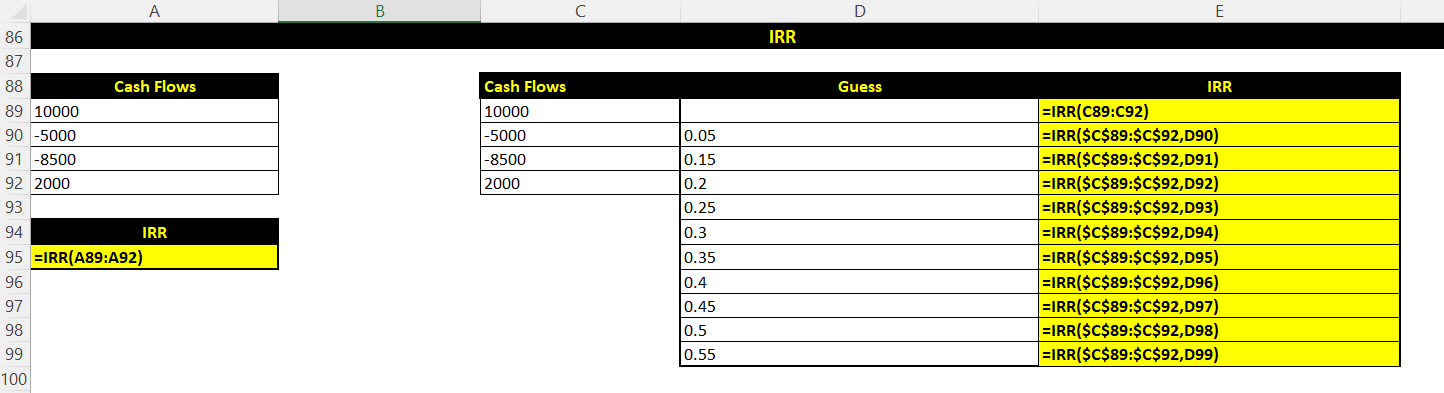 A B C D E
86 IRR
87
88 Cash Flows Cash Flows Guess IRR
89 10000 10000 =IRR(C89:C92)
90 -5000 -5000 0.05 =IRR($C$89:$C$92,D90)
91 -8500 -8500 0.15 =IRR($C$89:$C$92,D91)
92 2000 2000 0.2 =IRR($C$89:$C$92,D92)
93 0.25 =IRR($C$89:$C$92,D93)
94 IRR 0.3 =IRR($C$89:$C$92,D94)
95 =IRR(A89:A92) 0.35 =IRR($C$89:$C$92,D95)
96 0.4 =IRR($C$89:$C$92,D96)
97 0.45 =IRR($C$89:$C$92,D97)
98 0.5 =IRR($C$89:$C$92,D98)
99 0.55 =IRR($C$89:$C$92,D99)
100